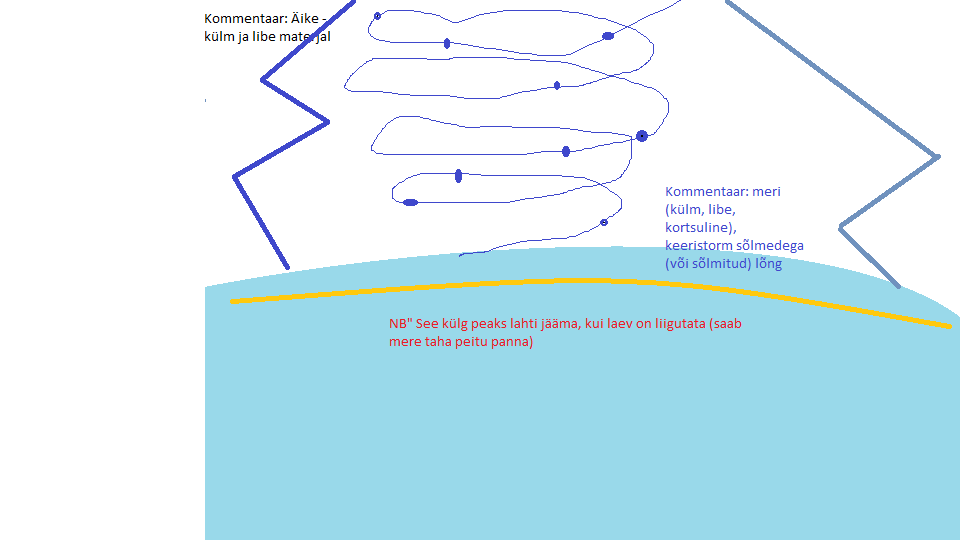 Kommentaar: Äike -
külm ja libe materjal
Kommentaar: meri
(külm, libe,
kortsuline),
keeristorm sõlmedega
(või sõlmitud) lõng
NB" See külg peaks lahti jääma, kui laev on liigutata (saab
mere taha peitu panna)